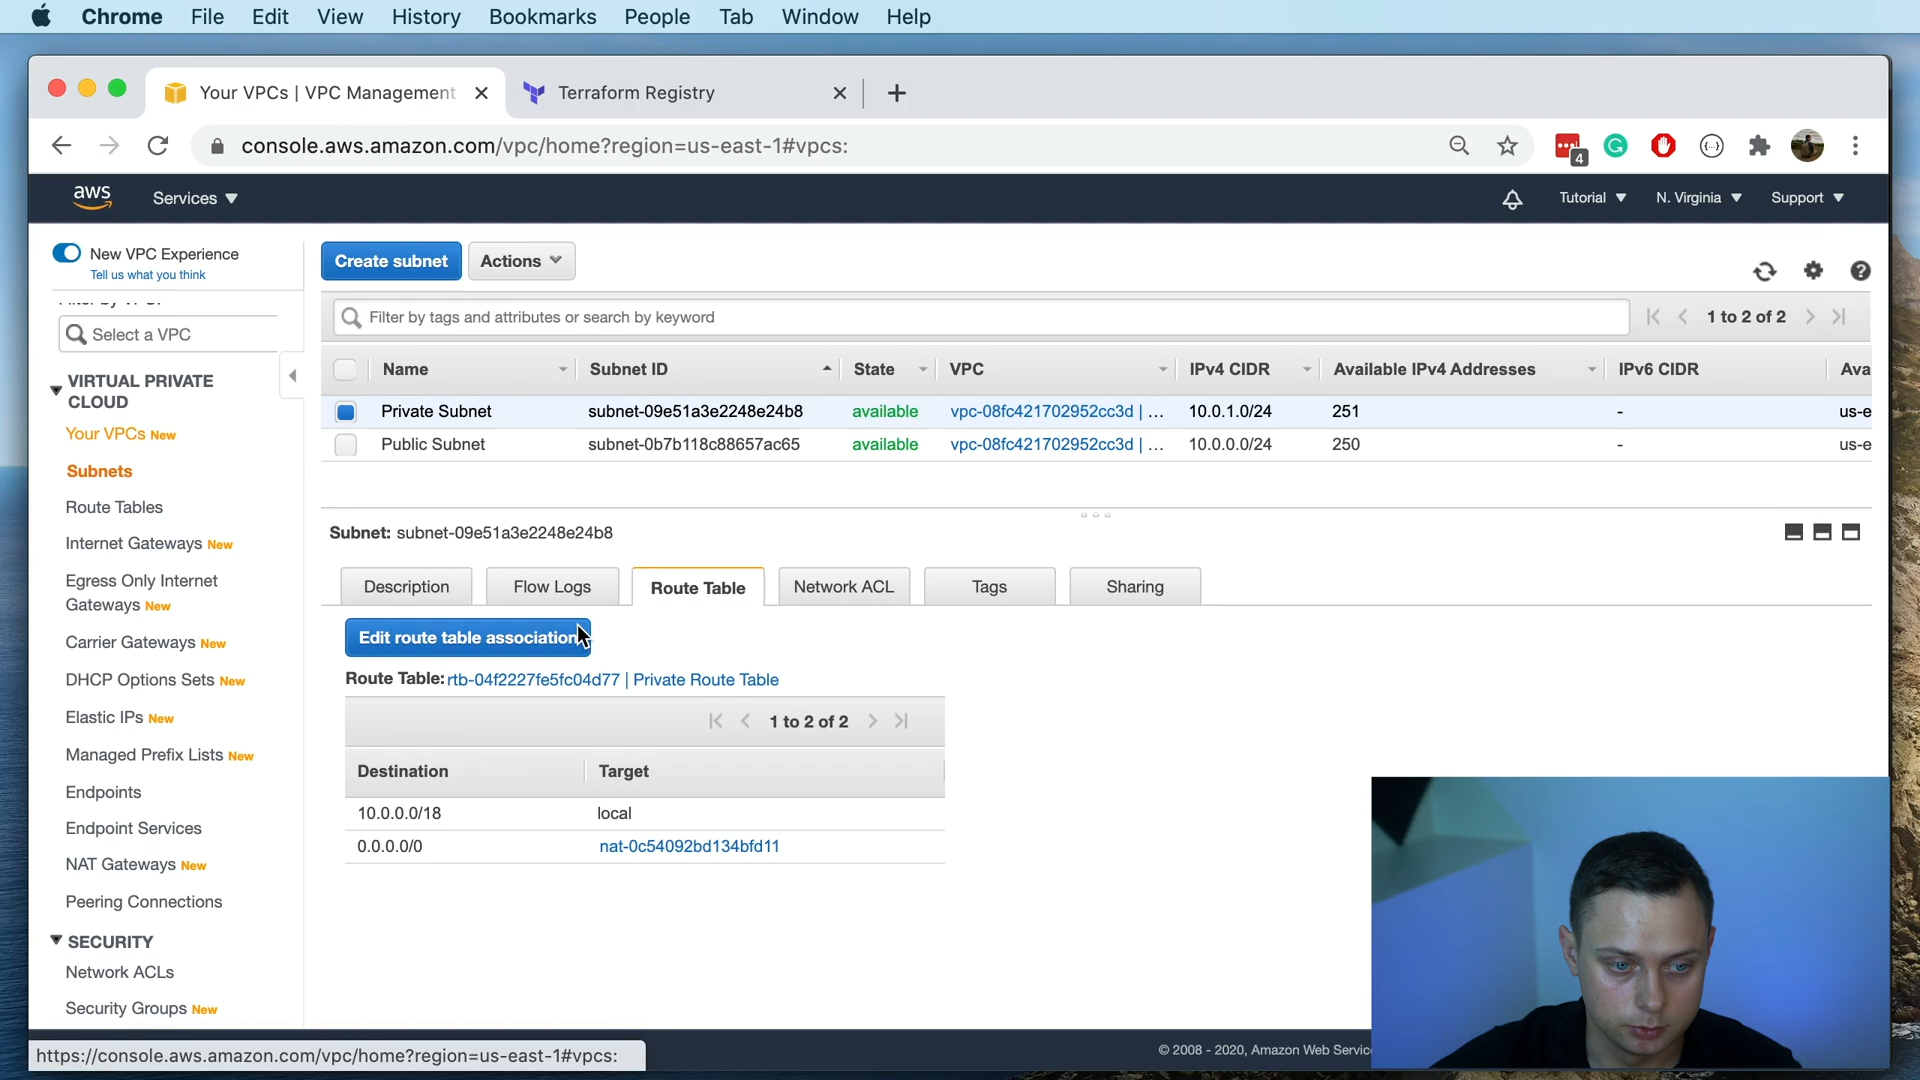 Chrome File Edit View History Bookmarks People Tab Window Help
Your VPCs | VPC Management
Terraform Registry
console.aws.amazon.com/vpc/home?region=us-east-1#vpcs:
4
aws
Services
Tutorial
N. Virginia
Support
New VPC Experience
Tell us what you think
Select a VPC
VIRTUAL PRIVATE
CLOUD
Your VPCs New
Subnets
Route Tables
Internet Gateways New
Egress Only Internet
Gateways New
Carrier Gateways New
DHCP Options Sets New
Elastic IPs New
Managed Prefix Lists New
Endpoints
Endpoint Services
NAT Gateways New
Peering Connections
SECURITY
Network ACLs
Security Groups New
Create subnet
Actions
Filter by tags and attributes or search by keyword
1 to 2 of 2
Name Subnet ID State VPC IPv4 CIDR Available IPv4 Addresses IPv6 CIDR Ava
Private Subnet subnet-09e51a3e2248e24b8 available vpc-08fc421702952cc3d | ... 10.0.1.0/24 251 - us-e
Public Subnet subnet-0b7b118c88657ac65 available vpc-08fc421702952cc3d | ... 10.0.0.0/24 250 - us-e
Subnet: subnet-09e51a3e2248e24b8
Description Flow Logs Route Table Network ACL Tags Sharing
Edit route table association
Route Table: rtb-04f2227fe5fc04d77 | Private Route Table
1 to 2 of 2
Destination Target
10.0.0.0/18 local
0.0.0.0/0 nat-0c54092bd134bfd11
© 2008 - 2020, Amazon Web Servic
https://console.aws.amazon.com/vpc/home?region=us-east-1#vpcs: